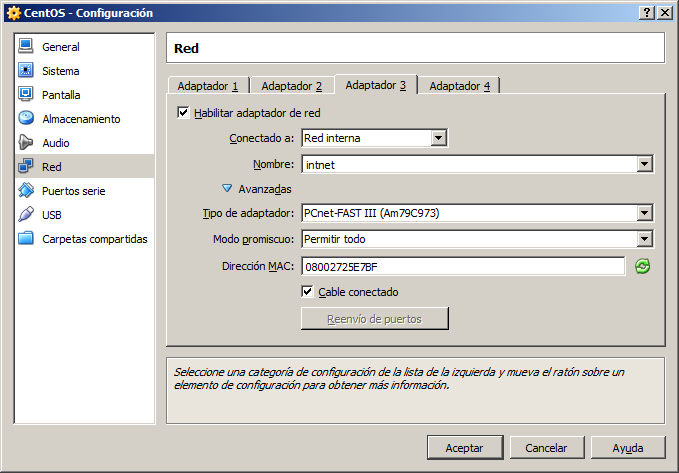 CentOS - Configuración
General
Sistema
Pantalla
Almacenamiento
Audio
Red
Puertos serie
USB
Carpetas compartidas
Red
Adaptador 1 Adaptador 2 Adaptador 3 Adaptador 4
Habilitar adaptador de red
Conectado a: Red interna
Nombre: intnet
Avanzadas
Tipo de adaptador: PCnet-FAST III (Am79C973)
Modo promiscuo: Permitir todo
Dirección MAC: 08002725E7BF
Cable conectado
Reenvío de puertos
Seleccione una categoría de configuración de la lista de la izquierda y mueva el ratón sobre un
elemento de configuración para obtener más información.
Aceptar Cancelar Ayuda